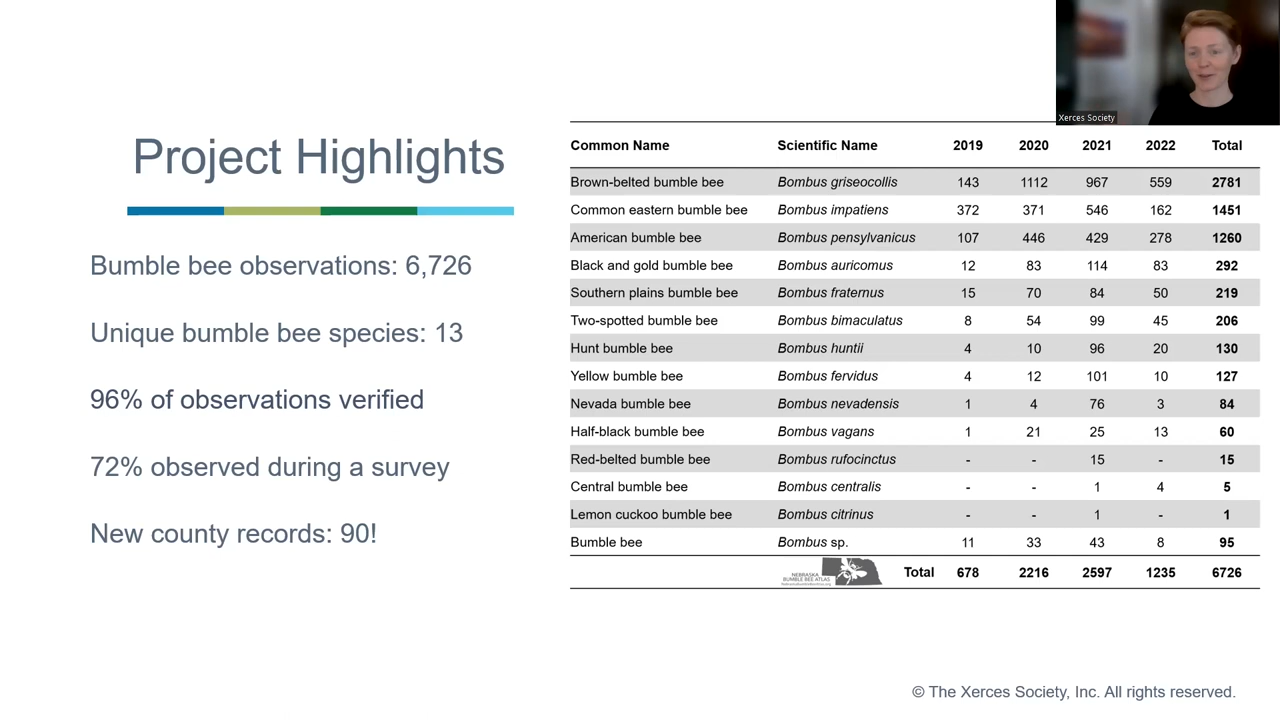 Xerces Society
Project Highlights
Bumble bee observations: 6,726
Unique bumble bee species: 13
96% of observations verified
72% observed during a survey
New county records: 90!
Common Name Scientific Name 2019 2020 2021 2022 Total
Brown-belted bumble bee Bombus griseocollis 143 1112 967 559 2781
Common eastern bumble bee Bombus impatiens 372 371 546 162 1451
American bumble bee Bombus pensylvanicus 107 446 429 278 1260
Black and gold bumble bee Bombus auricomus 12 83 114 83 292
Southern plains bumble bee Bombus fraternus 15 70 84 50 219
Two-spotted bumble bee Bombus bimaculatus 8 54 99 45 206
Hunt bumble bee Bombus huntii 4 10 96 20 130
Yellow bumble bee Bombus fervidus 4 12 101 10 127
Nevada bumble bee Bombus nevadensis 1 4 76 3 84
Half-black bumble bee Bombus vagans 1 21 25 13 60
Red-belted bumble bee Bombus rufocinctus - - 15 - 15
Central bumble bee Bombus centralis - - 1 4 5
Lemon cuckoo bumble bee Bombus citrinus - - 1 - 1
Bumble bee Bombus sp. 11 33 43 8 95
NEBRASKA
BUMBLE BEE ATLAS
Total 678 2216 2597 1235 6726
© The Xerces Society, Inc. All rights reserved.